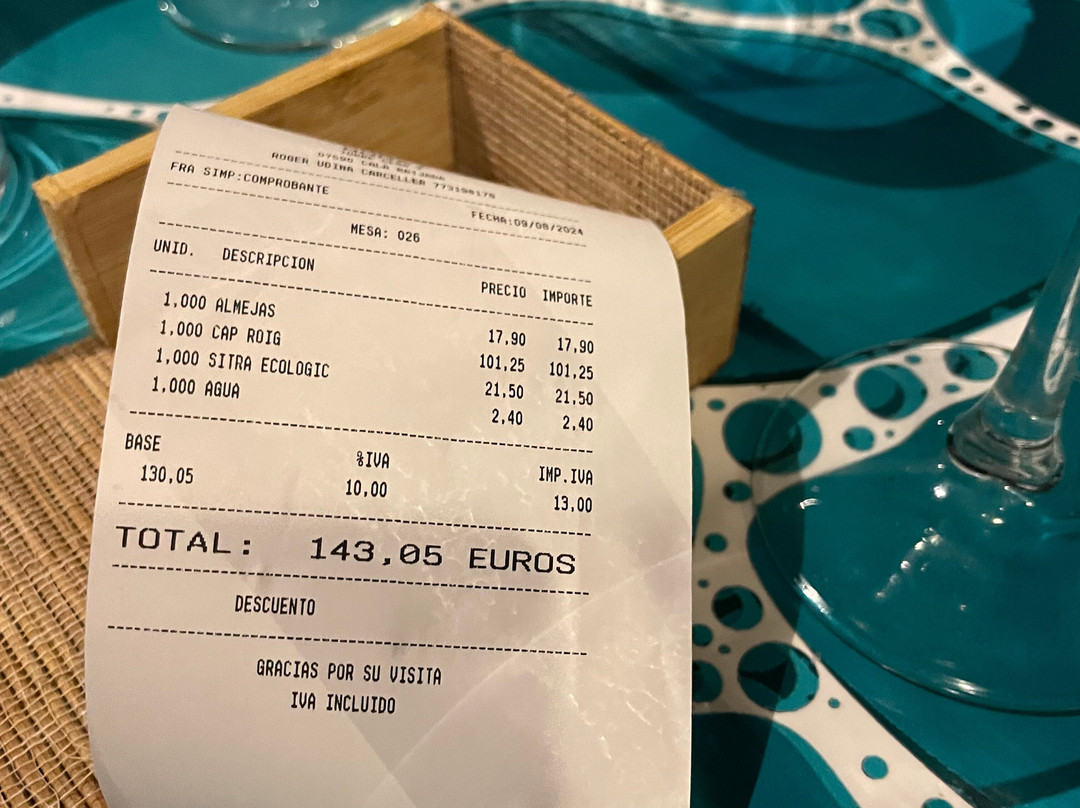 ROGER UDINA CARCELLER
FRA SIMP:COMPROBANTE
FECHA:09/08/2024
MESA: 026
UNID. DESCRIPCION PRECIO IMPORTE
1,000 ALMEJAS 17,90 17,90
1,000 CAP ROIG 101,25 101,25
1,000 SITRA ECOLOGIC 21,50 21,50
1,000 AGUA 2,40 2,40
BASE %IVA IMP.IVA
130,05 10,00 13,00
TOTAL: 143,05 EUROS
DESCUENTO
GRACIAS POR SU VISITA
IVA INCLUIDO